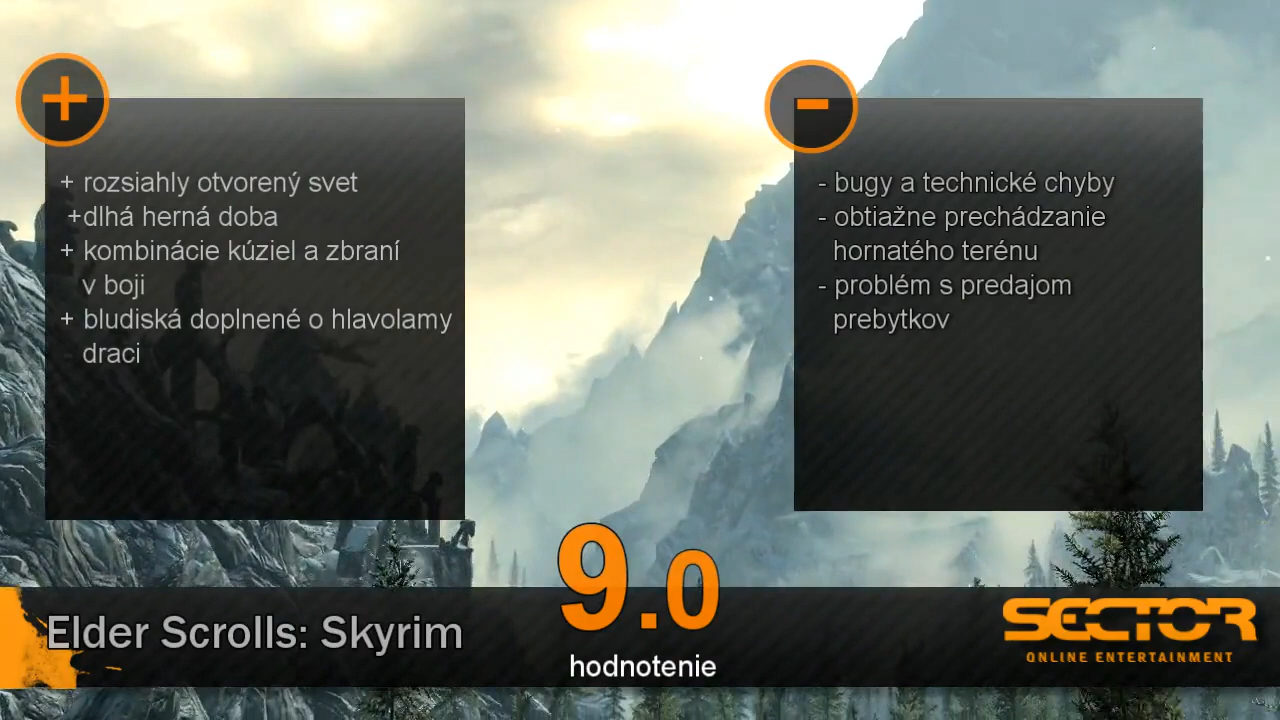 +
+ rozsiahly otvorený svet
+dlhá herná doba
+ kombinácie kúziel a zbraní
v boji
+ bludiská doplnené o hlavolamy
draci
-
- bugy a technické chyby
- obtiažne prechádzanie
hornatého terénu
- problém s predajom
prebytkov
Elder Scrolls: Skyrim
9.0
hodnotenie
SECTOR
ONLINE ENTERTAINMENT